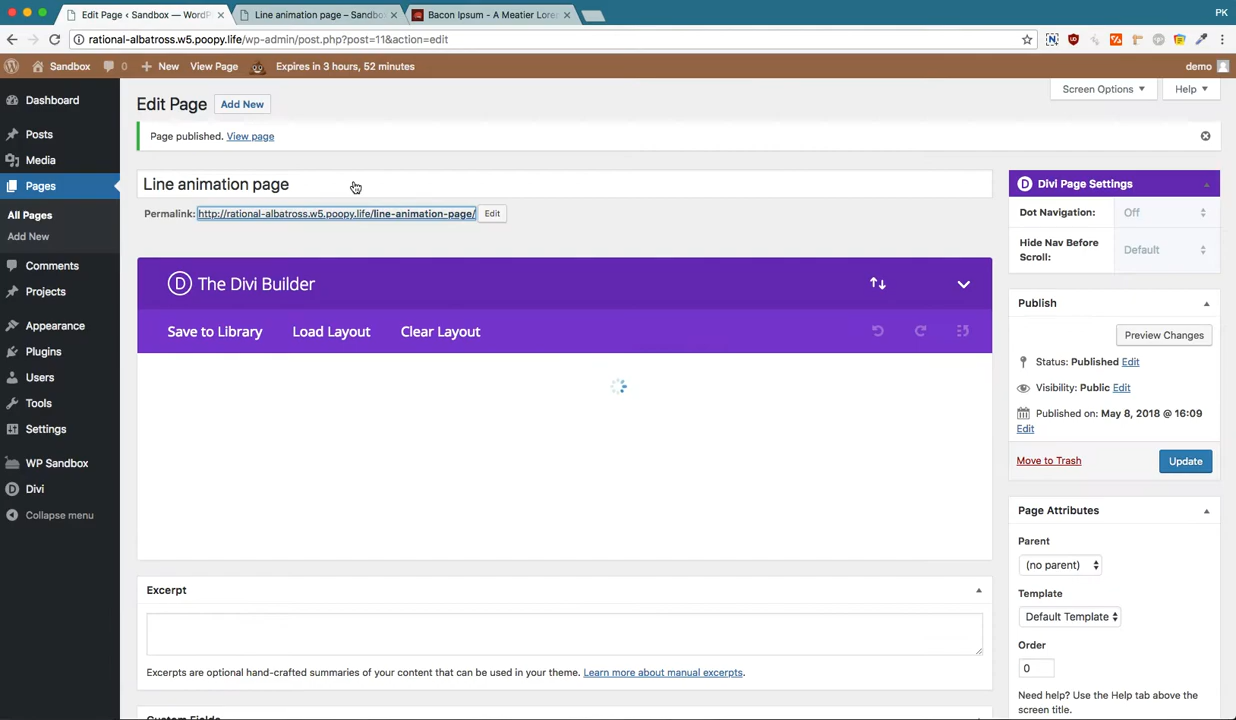 Edit Page ‹ Sandbox — WordP
Line animation page – Sandbo
Bacon Ipsum - A Meatier Lorem
PK
rational-albatross.w5.poopy.life/wp-admin/post.php?post=11&action=edit
Sandbox
0
New
View Page
Expires in 3 hours, 52 minutes
demo
Dashboard
Posts
Media
Pages
All Pages
Add New
Comments
Projects
Appearance
Plugins
Users
Tools
Settings
WP Sandbox
Divi
Collapse menu
Screen Options
Help
Edit Page
Add New
Page published. View page
Line animation page
Permalink: http://rational-albatross.w5.poopy.life/line-animation-page/
Edit
D The Divi Builder
Save to Library
Load Layout
Clear Layout
Excerpt
Excerpts are optional hand-crafted summaries of your content that can be used in your theme. Learn more about manual excerpts.
Custom Fields
D Divi Page Settings
Dot Navigation:
Off
Hide Nav Before
Scroll:
Default
Publish
Preview Changes
Status: Published Edit
Visibility: Public Edit
Published on: May 8, 2018 @ 16:09
Edit
Move to Trash
Update
Page Attributes
Parent
(no parent)
Template
Default Template
Order
0
Need help? Use the Help tab above the
screen title.